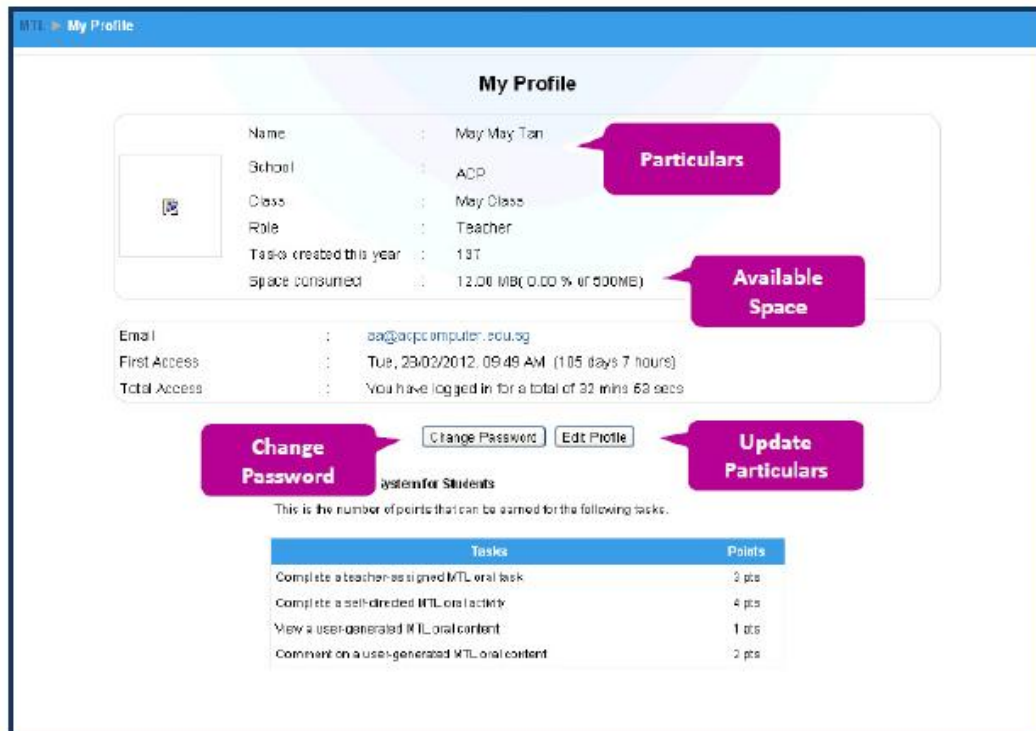 MTL ▶ My Profile
My Profile
Name : May May Tan
Particulars
School : ACP
Class : May Class
Role : Teacher
Tasks created this year :
Space consumed : 12.00 MB( 0.00 % of 500MB)
Available
Space
Email : aa@acpcomputer.edu.sg
First Access : Tue, 28/02/2012, 09:49 AM (105 days 7 hours)
Total Access : You have logged in for a total of 32 mins 53 secs
Change
Password
Change Password Edit Profile
Update
Particulars
System for Students
This is the number of points that can be earned for the following tasks.
Tasks Points
Complete a teacher-assigned MTL oral task 3 pts
Complete a self-directed MTL oral activity 4 pts
View a user-generated MTL oral content 1 pts
Comment on a user-generated MTL oral content 2 pts